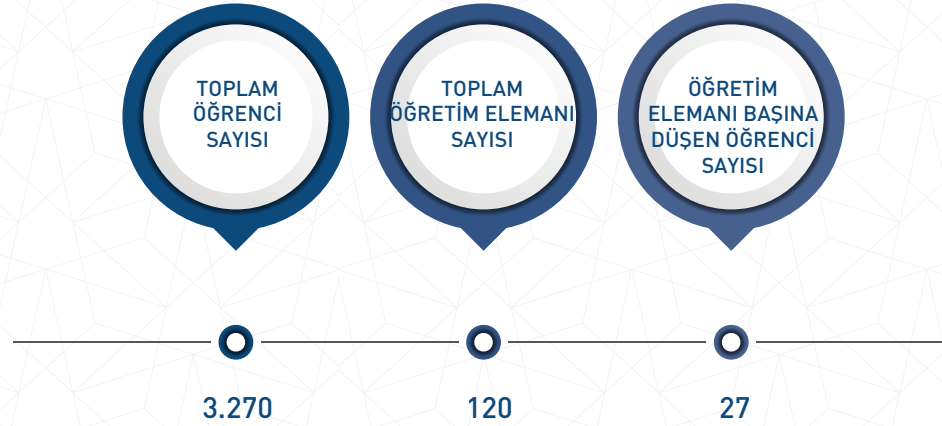 TOPLAM
ÖĞRENCİ
SAYISI
TOPLAM
ÖĞRETİM ELEMANI
SAYISI
ÖĞRETİM
ELEMANI BAŞINA
DÜŞEN ÖĞRENCİ
SAYISI
3.270
120
27